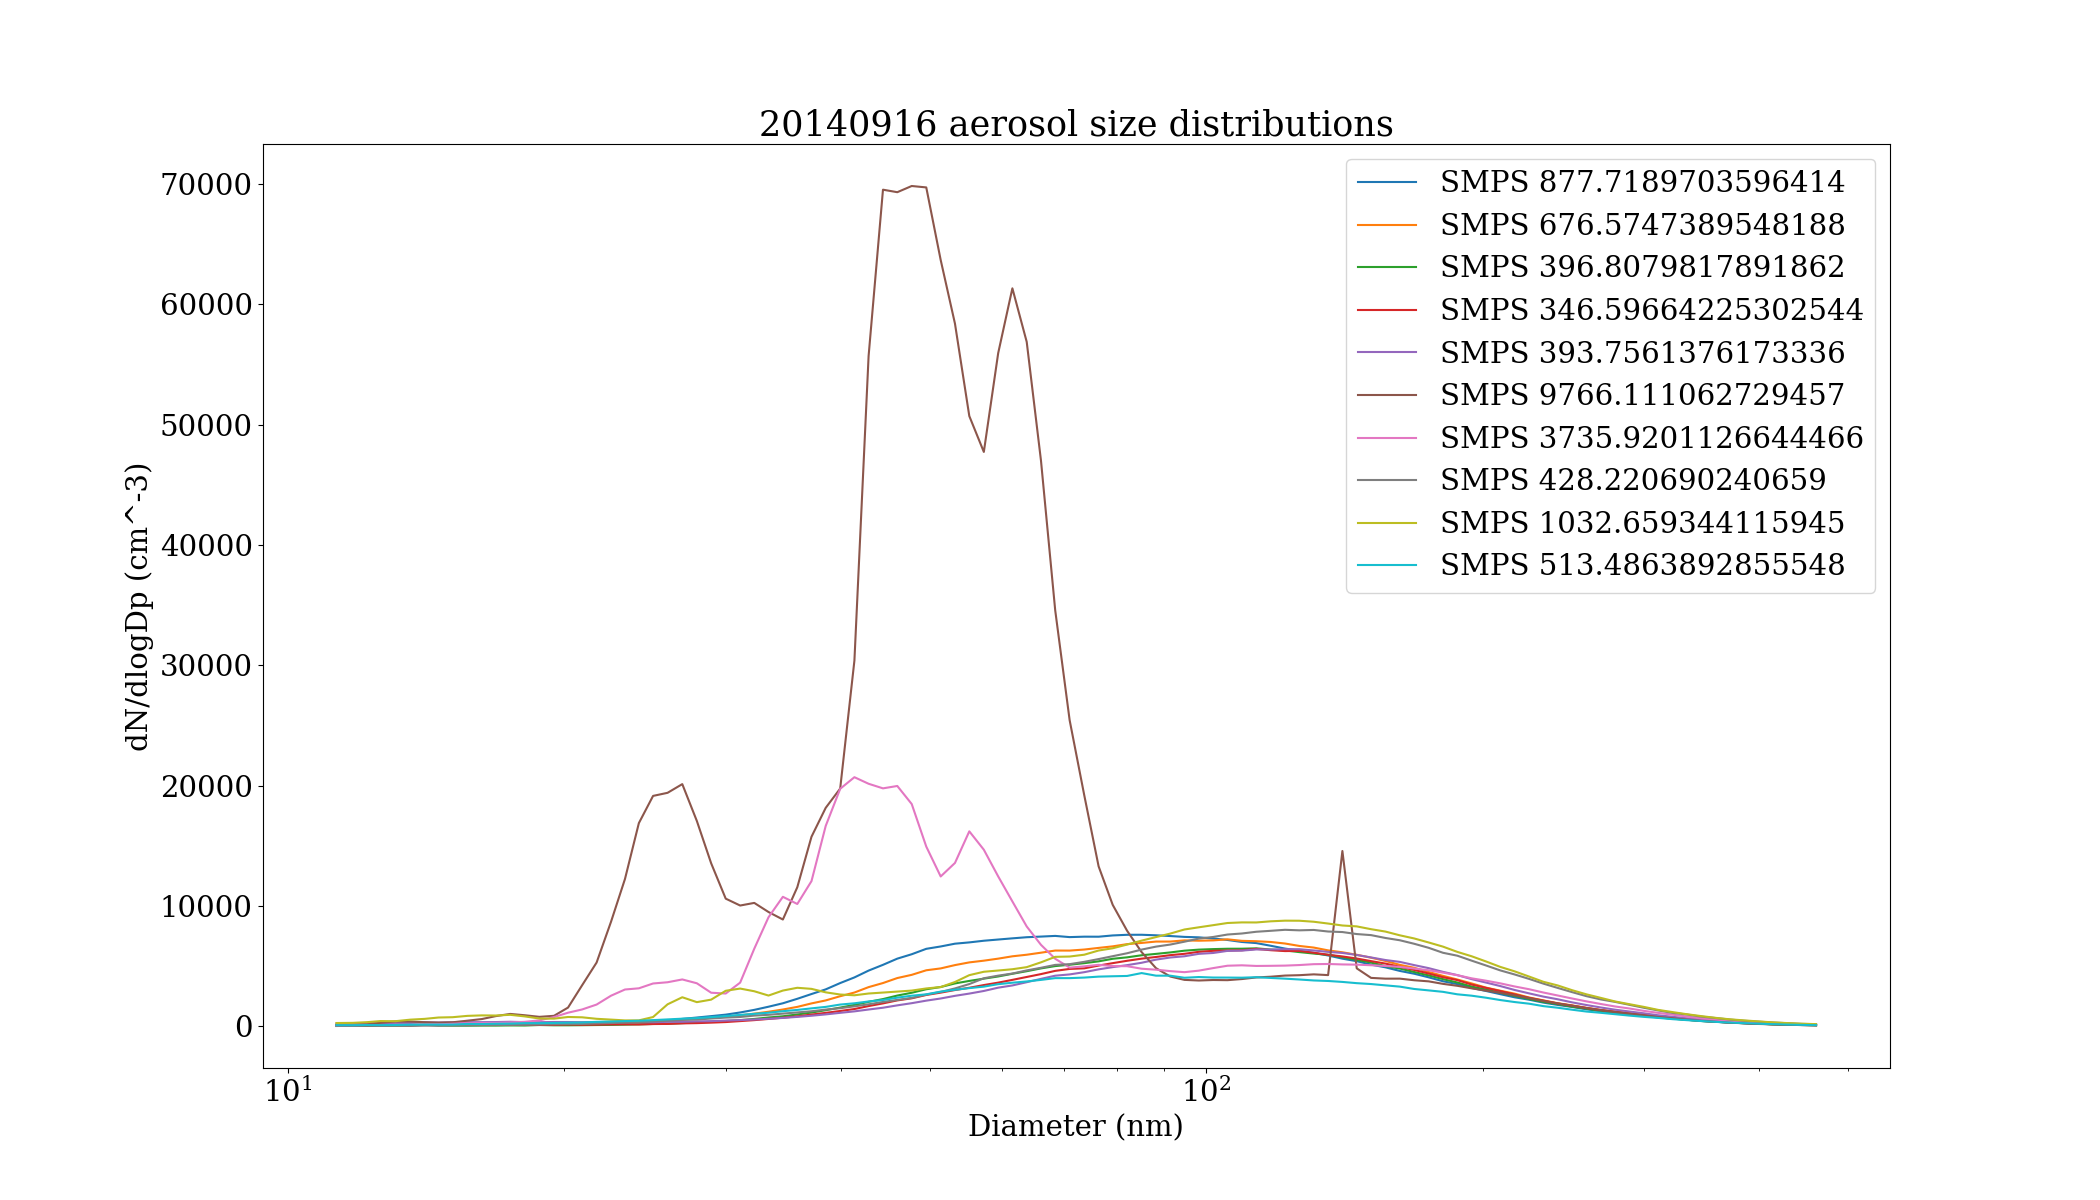 20140916 aerosol size distributions
70000
60000
50000
40000
30000
20000
10000
0
dN/dlogDp (cm^-3)
SMPS 877.7189703596414
SMPS 676.5747389548188
SMPS 396.8079817891862
SMPS 346.59664225302544
SMPS 393.7561376173336
SMPS 9766.111062729457
SMPS 3735.9201126644466
SMPS 428.220690240659
SMPS 1032.659344115945
SMPS 513.4863892855548
10¹ 10²
Diameter (nm)